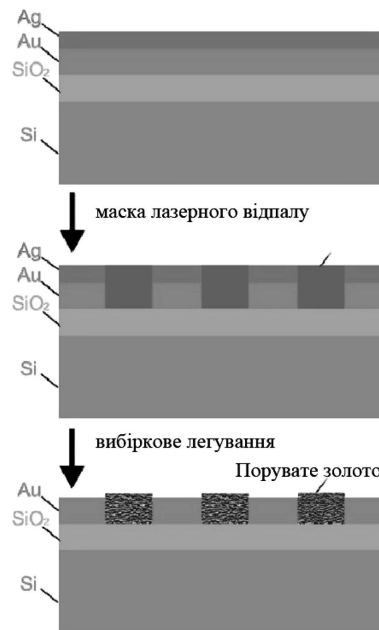 Ag
Au
SiO₂
Si
маска лазерного відпалу
Ag
Au
SiO₂
Si
вибіркове легування
Порувате золото
Au
SiO₂
Si